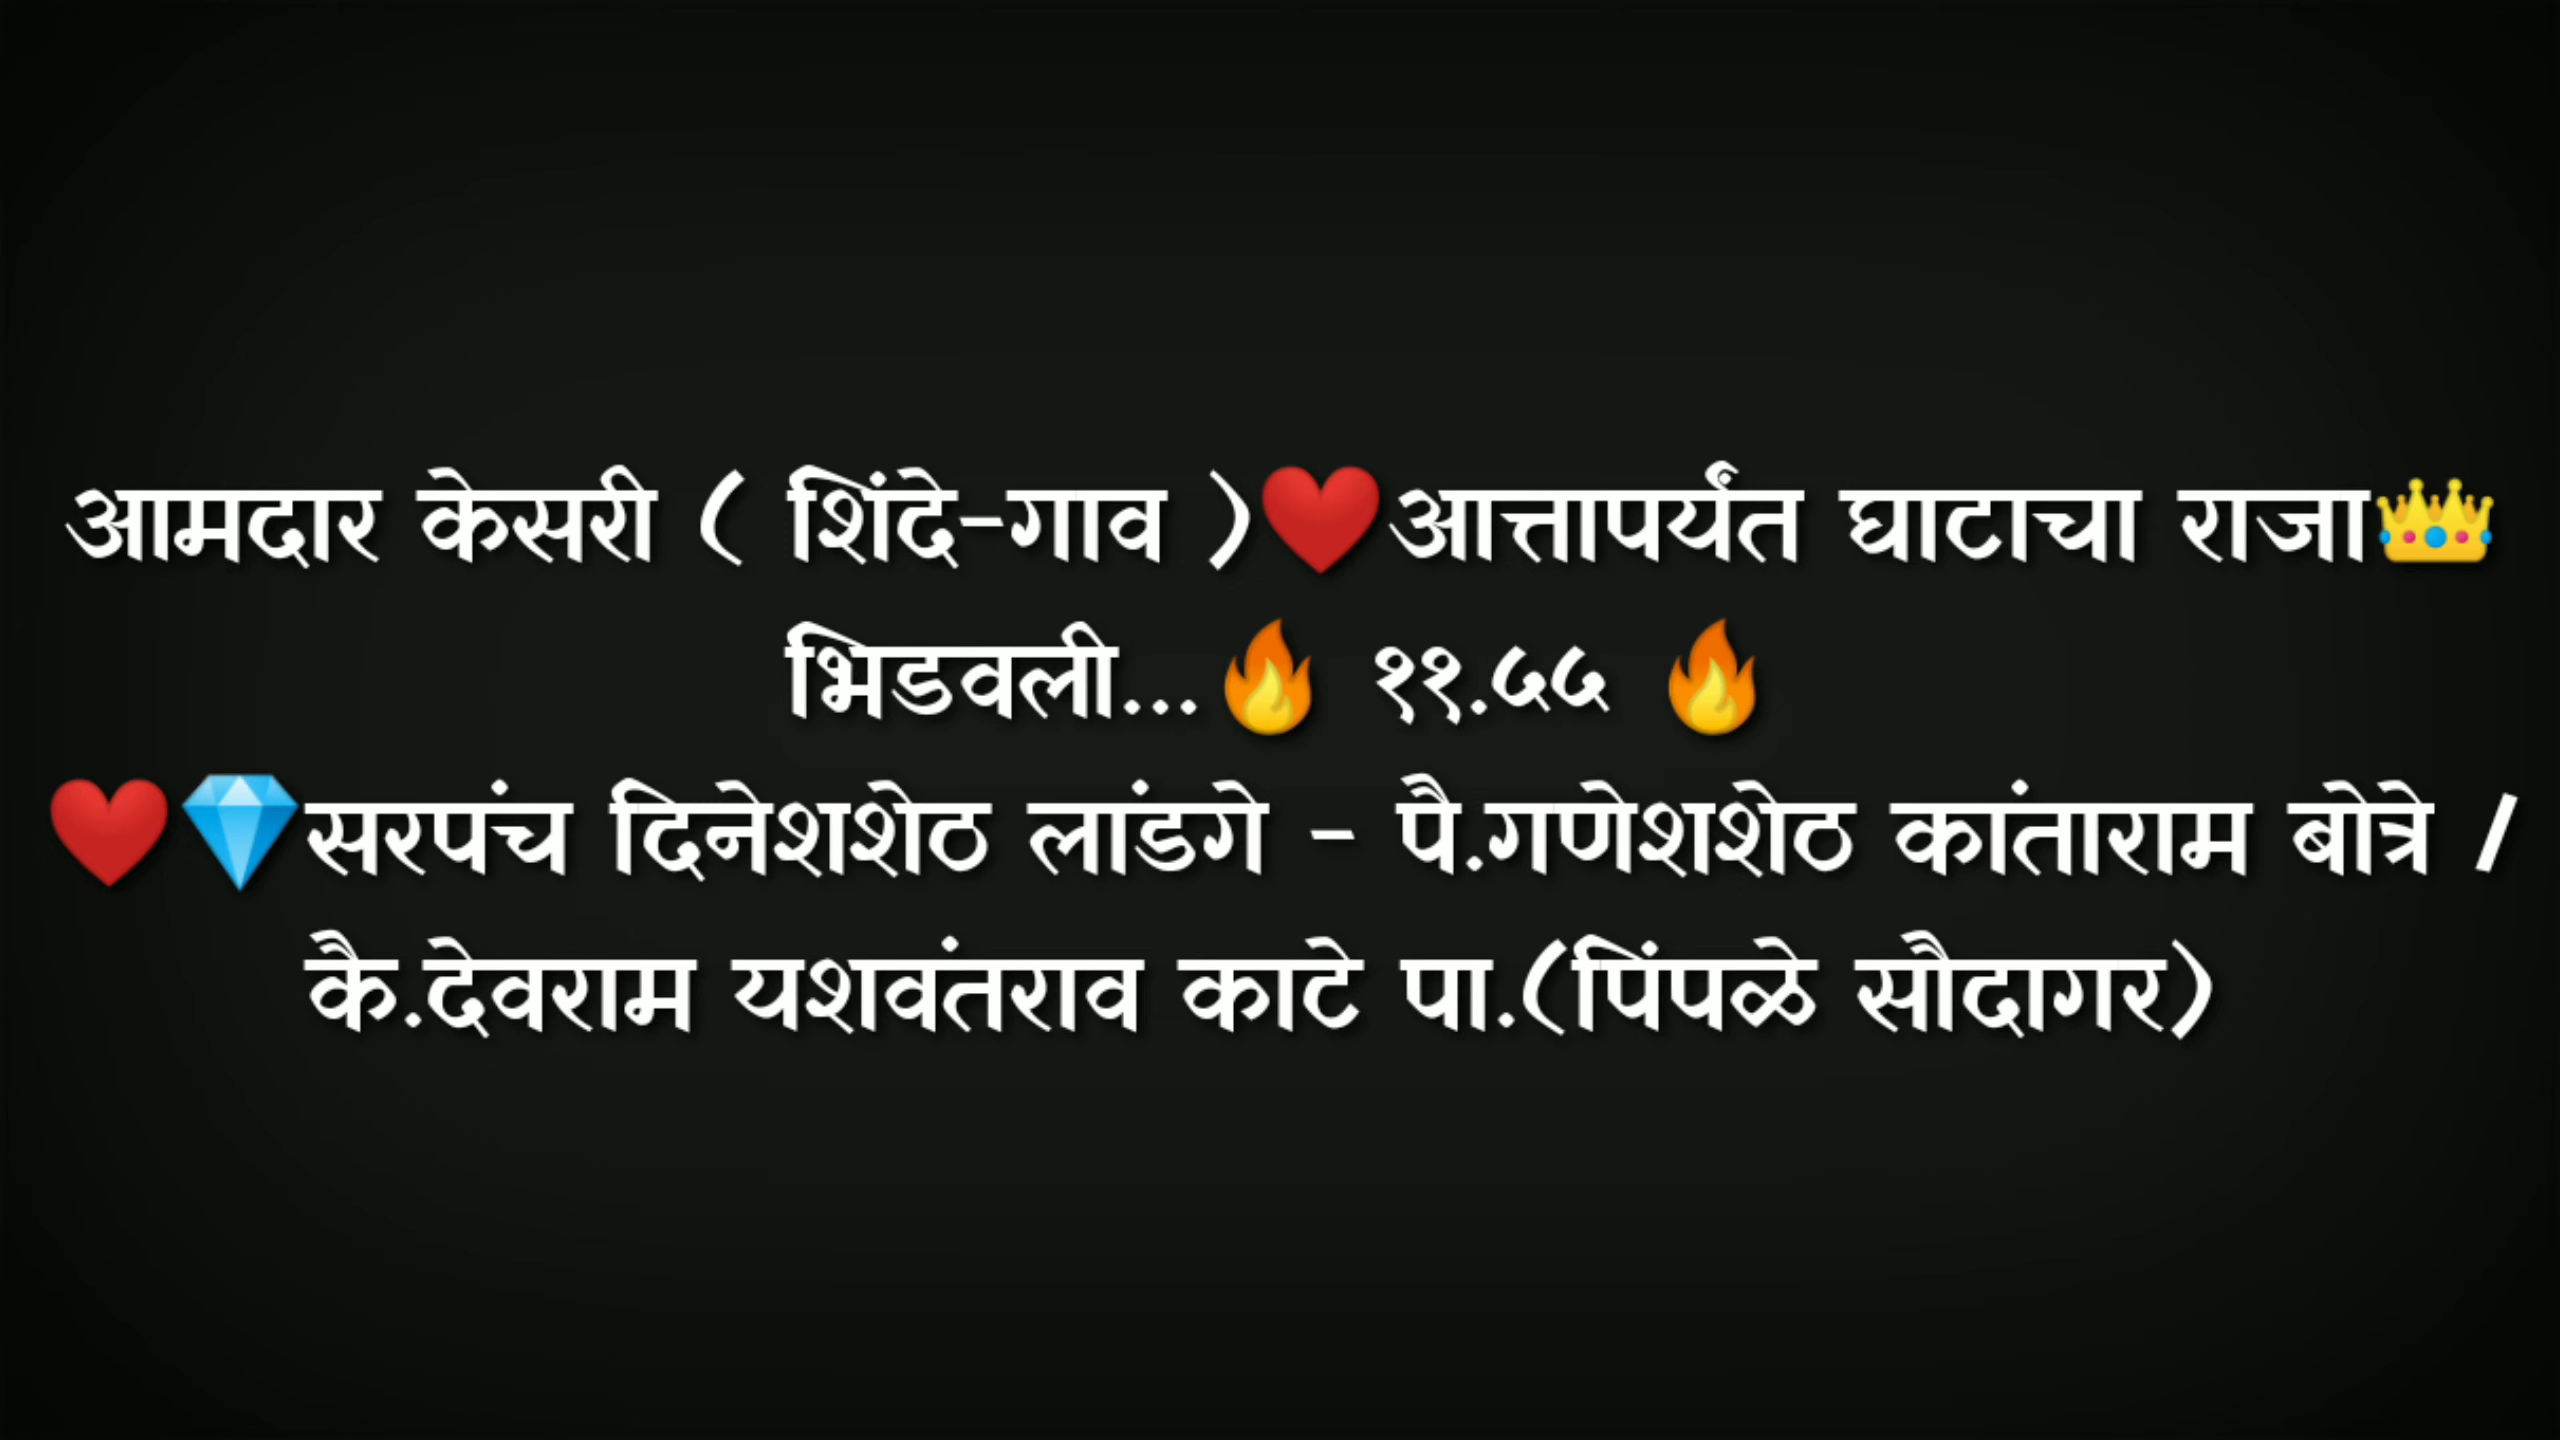 आमदार केसरी ( शिंदे-गाव )❤️आत्तापर्यंत घाटाचा राजा👑
भिडवली...🔥 ११.५५ 🔥
❤️💎सरपंच दिनेशशेठ लांडगे - पै.गणेशशेठ कांताराम बोत्रे /
कै.देवराम यशवंतराव काटे पा.(पिंपळे सौदागर)